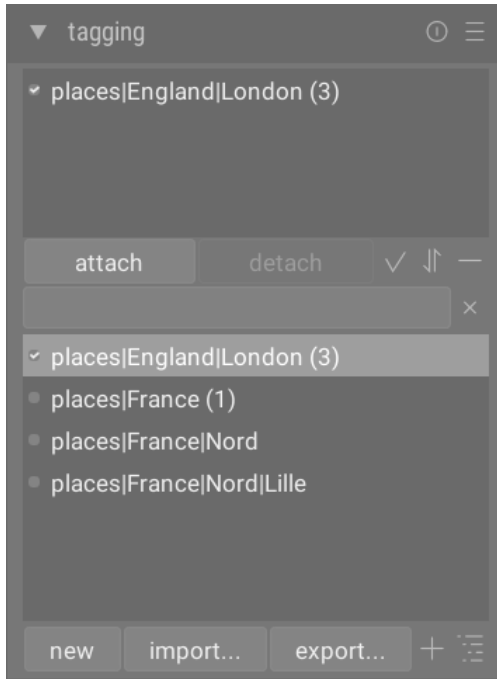 tagging
places|England|London (3)
attach detach
places|England|London (3)
places|France (1)
places|France|Nord
places|France|Nord|Lille
new import... export...